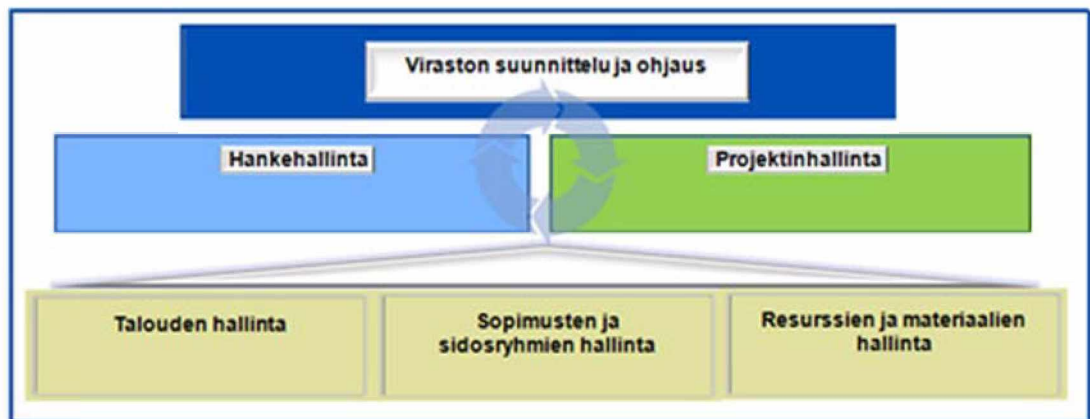 Viraston suunnittelu ja ohjaus
Hankehallinta
Projektinhallinta
Talouden hallinta
Sopimusten ja
sidosryhmien hallinta
Resurssien ja materiaalien
hallinta